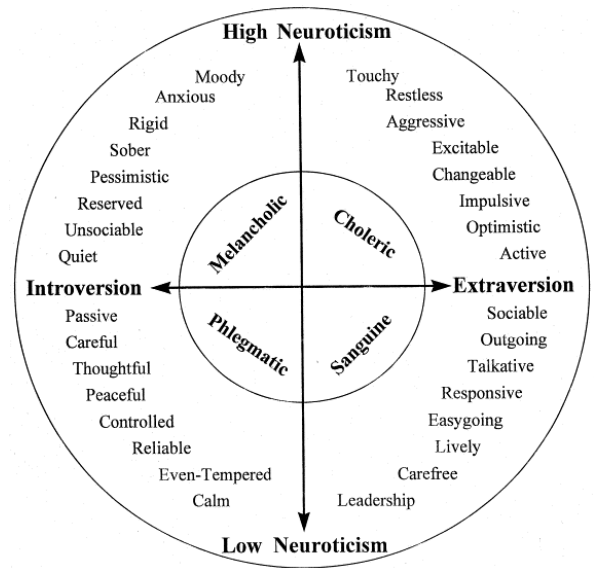 High Neuroticism
Moody
Anxious
Rigid
Sober
Pessimistic
Reserved
Unsociable
Quiet
Touchy
Restless
Aggressive
Excitable
Changeable
Impulsive
Optimistic
Active
Melancholic
Choleric
Introversion
Extraversion
Phlegmatic
Sanguine
Passive
Careful
Thoughtful
Peaceful
Controlled
Reliable
Even-Tempered
Calm
Sociable
Outgoing
Talkative
Responsive
Easygoing
Lively
Carefree
Leadership
Low Neuroticism